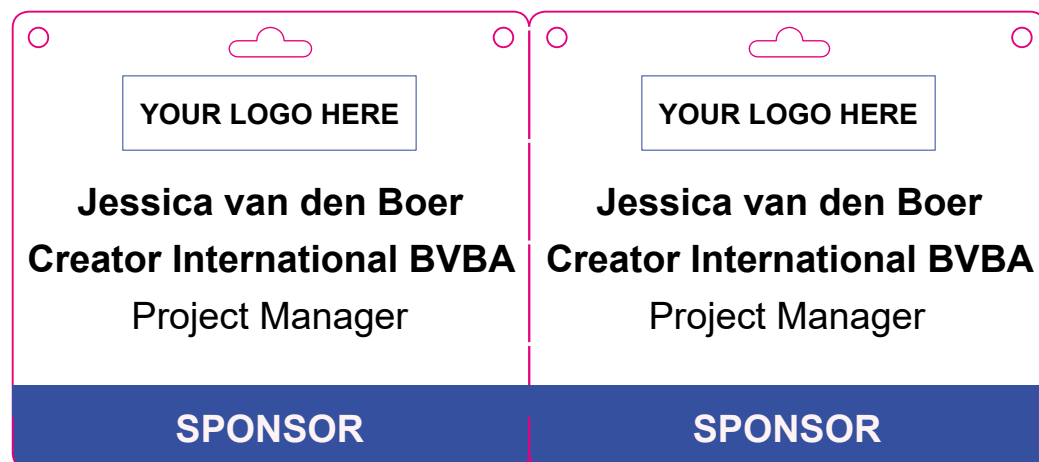 YOUR LOGO HERE
Jessica van den Boer
Creator International BVBA
Project Manager
SPONSOR
YOUR LOGO HERE
Jessica van den Boer
Creator International BVBA
Project Manager
SPONSOR